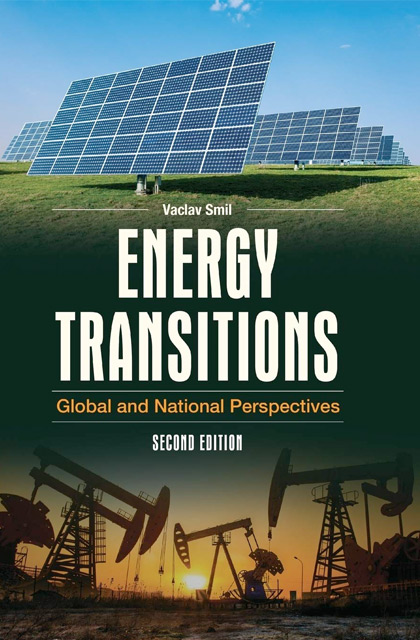 Vaclav Smil
ENERGY
TRANSITIONS
Global and National Perspectives
SECOND EDITION